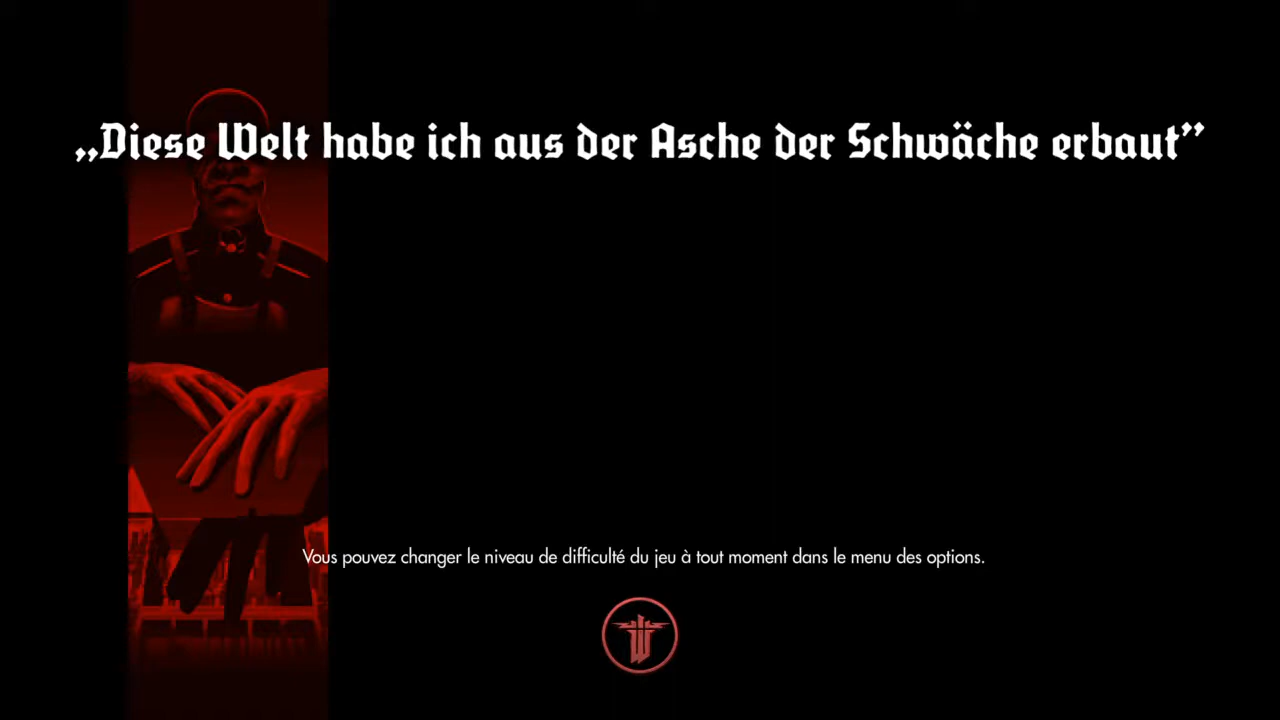 „Diese Welt habe ich aus der Asche der Schwäche erbaut”
Vous pouvez changer le niveau de difficulté du jeu à tout moment dans le menu des options.